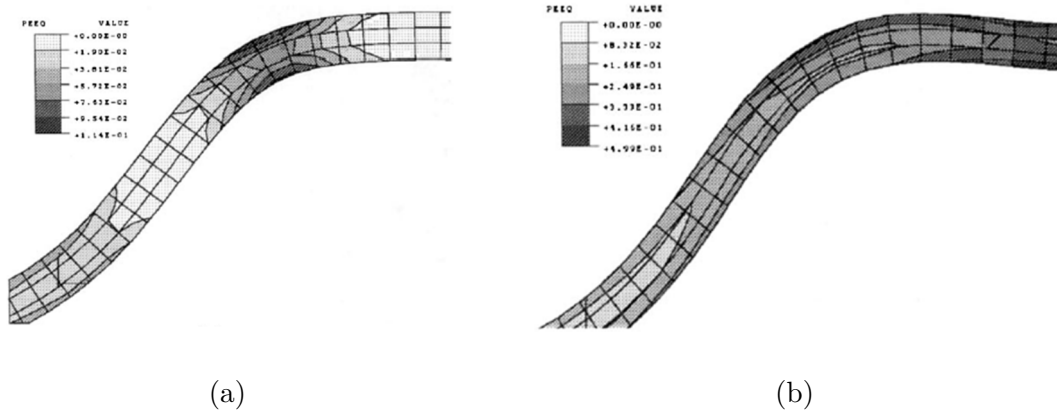 PEEQ VALUE
+0.00E-00
+1.90E-02
+3.81E-02
+5.72E-02
+7.63E-02
+9.54E-02
+1.14E-01
PEEQ VALUE
+0.00E-00
+8.32E-02
+1.66E-01
+2.49E-01
+3.33E-01
+4.16E-01
+4.99E-01
(a)
(b)